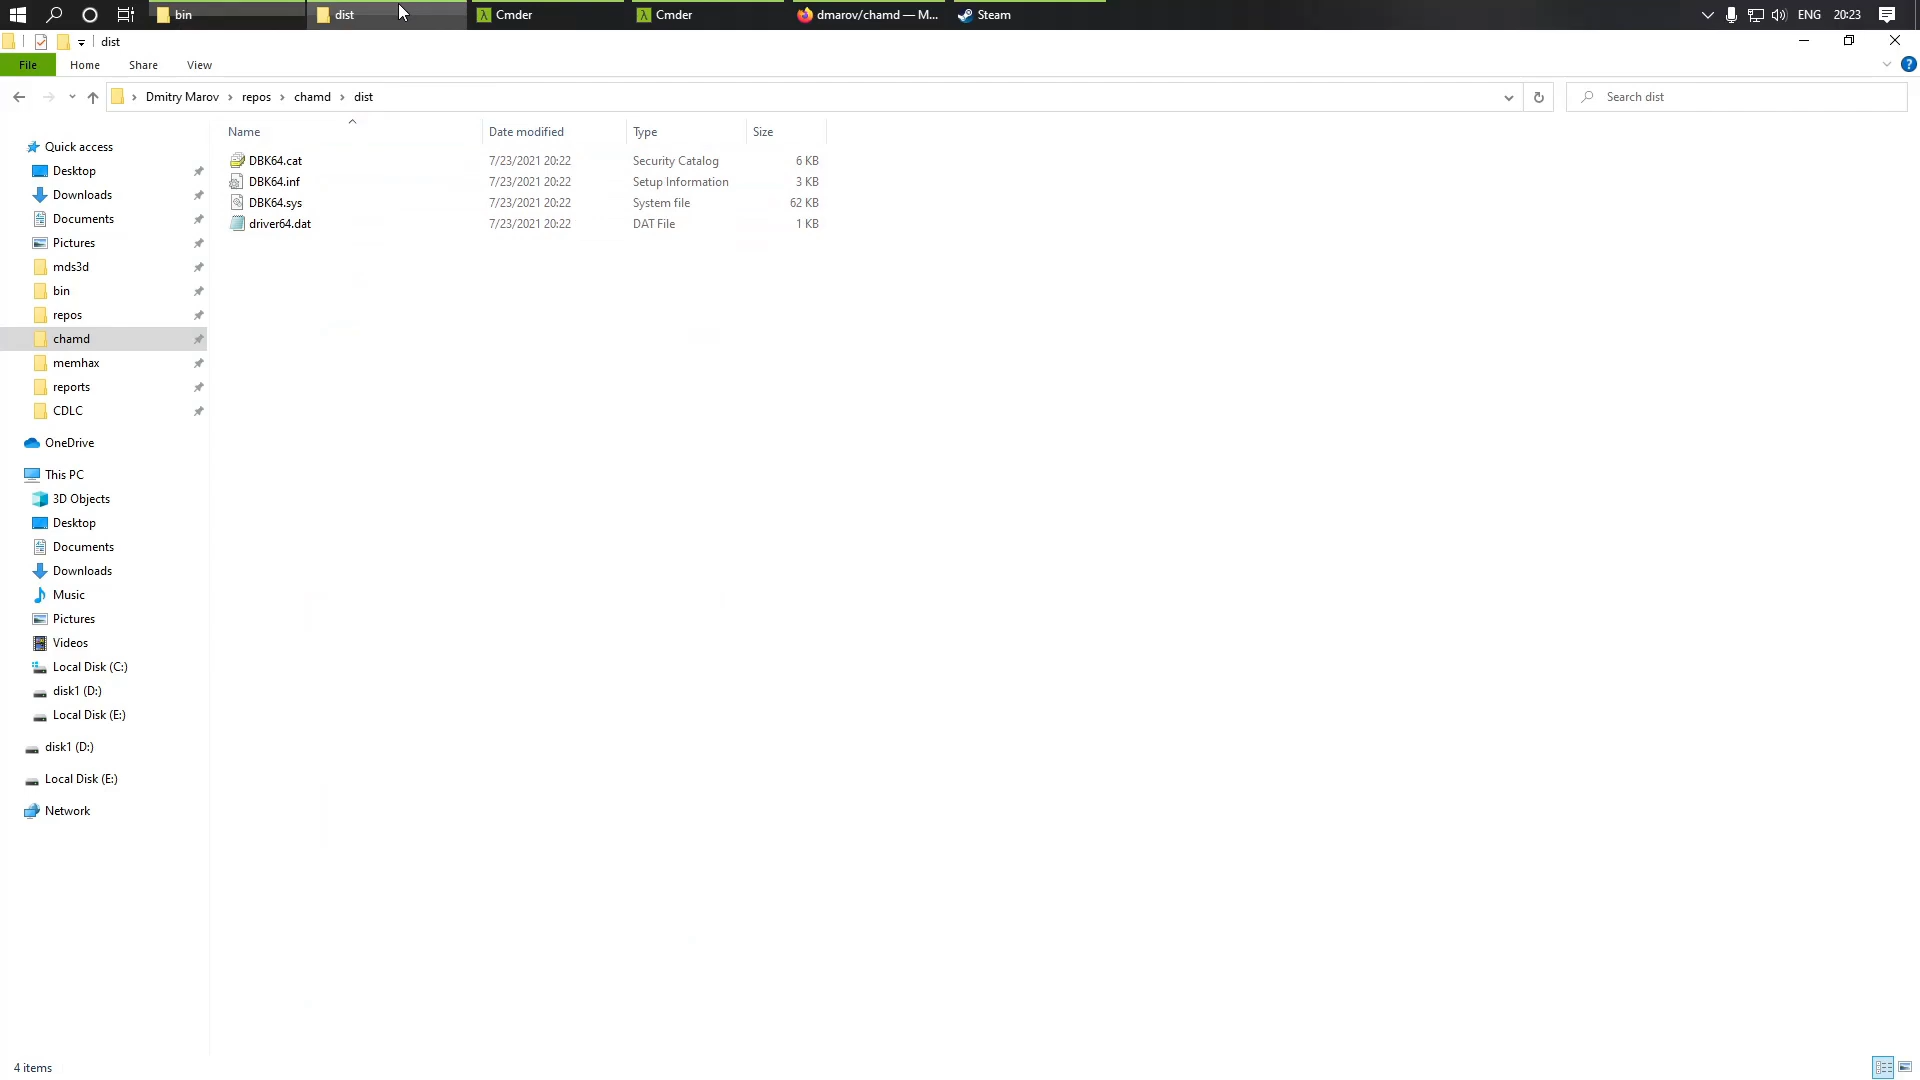 bin
dist
Cmder
Cmder
dmarov/chamd — M...
Steam
ENG
20:23
dist
File
Home
Share
View
Dmitry Marov › repos › chamd › dist
Search dist
Name
Date modified
Type
Size
DBK64.cat 7/23/2021 20:22 Security Catalog 6 KB
DBK64.inf 7/23/2021 20:22 Setup Information 3 KB
DBK64.sys 7/23/2021 20:22 System file 62 KB
driver64.dat 7/23/2021 20:22 DAT File 1 KB
Quick access
Desktop
Downloads
Documents
Pictures
mds3d
bin
repos
chamd
memhax
reports
CDLC
OneDrive
This PC
3D Objects
Desktop
Documents
Downloads
Music
Pictures
Videos
Local Disk (C:)
disk1 (D:)
Local Disk (E:)
disk1 (D:)
Local Disk (E:)
Network
4 items